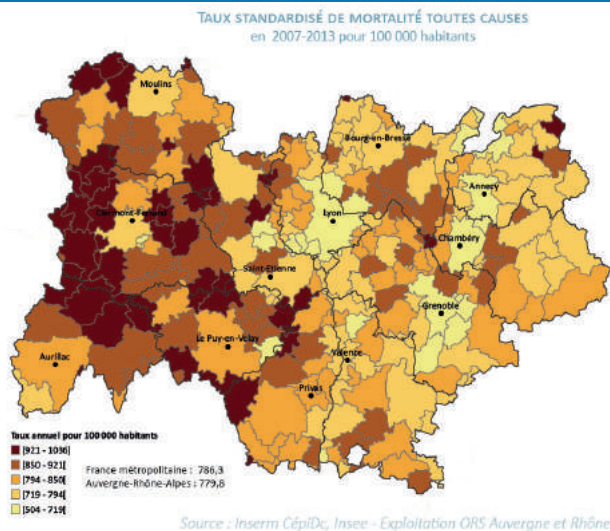 TAUX STANDARDISÉ DE MORTALITÉ TOUTES CAUSES
en 2007-2013 pour 100 000 habitants
Moulins
Bourg-en-Bresse
Annecy
Clermont-Ferrand
Lyon
Chambéry
Saint-Etienne
Grenoble
Le Puy-en-Velay
Aurillac
Valence
Privas
Taux annuel pour 100 000 habitants
[921 - 1036[
[850 - 921[
[794 - 850[
[719 - 794[
[504 - 719[
France métropolitaine : 786,3
Auvergne-Rhône-Alpes : 779,8
Source : Inserm CépiDc, Insee - Exploitation ORS Auvergne et Rhône